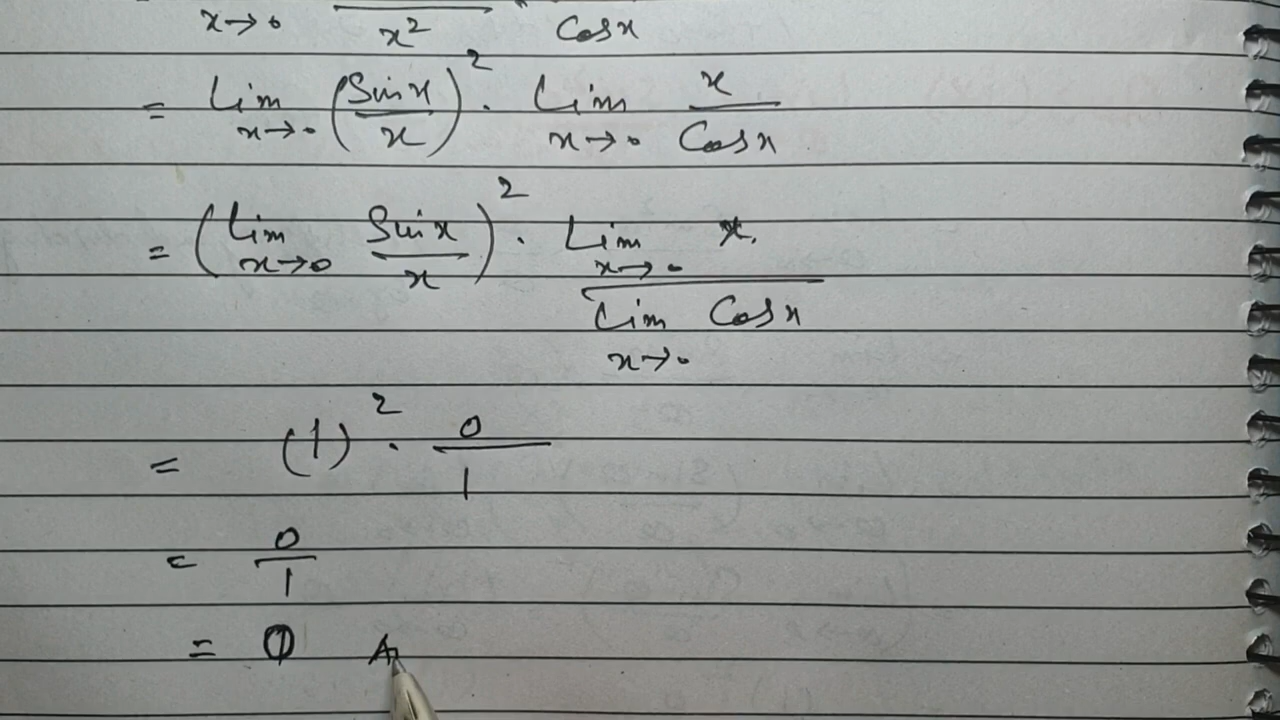 x→0 x² · Cosx
= Lim x→0 (Sinx/x)² · Lim x→0 x/Cosx
= (Lim x→0 Sinx/x)² · Lim x→0 x / Lim x→0 Cosx
= (1)² · 0/1
= 0/1
= 0 A